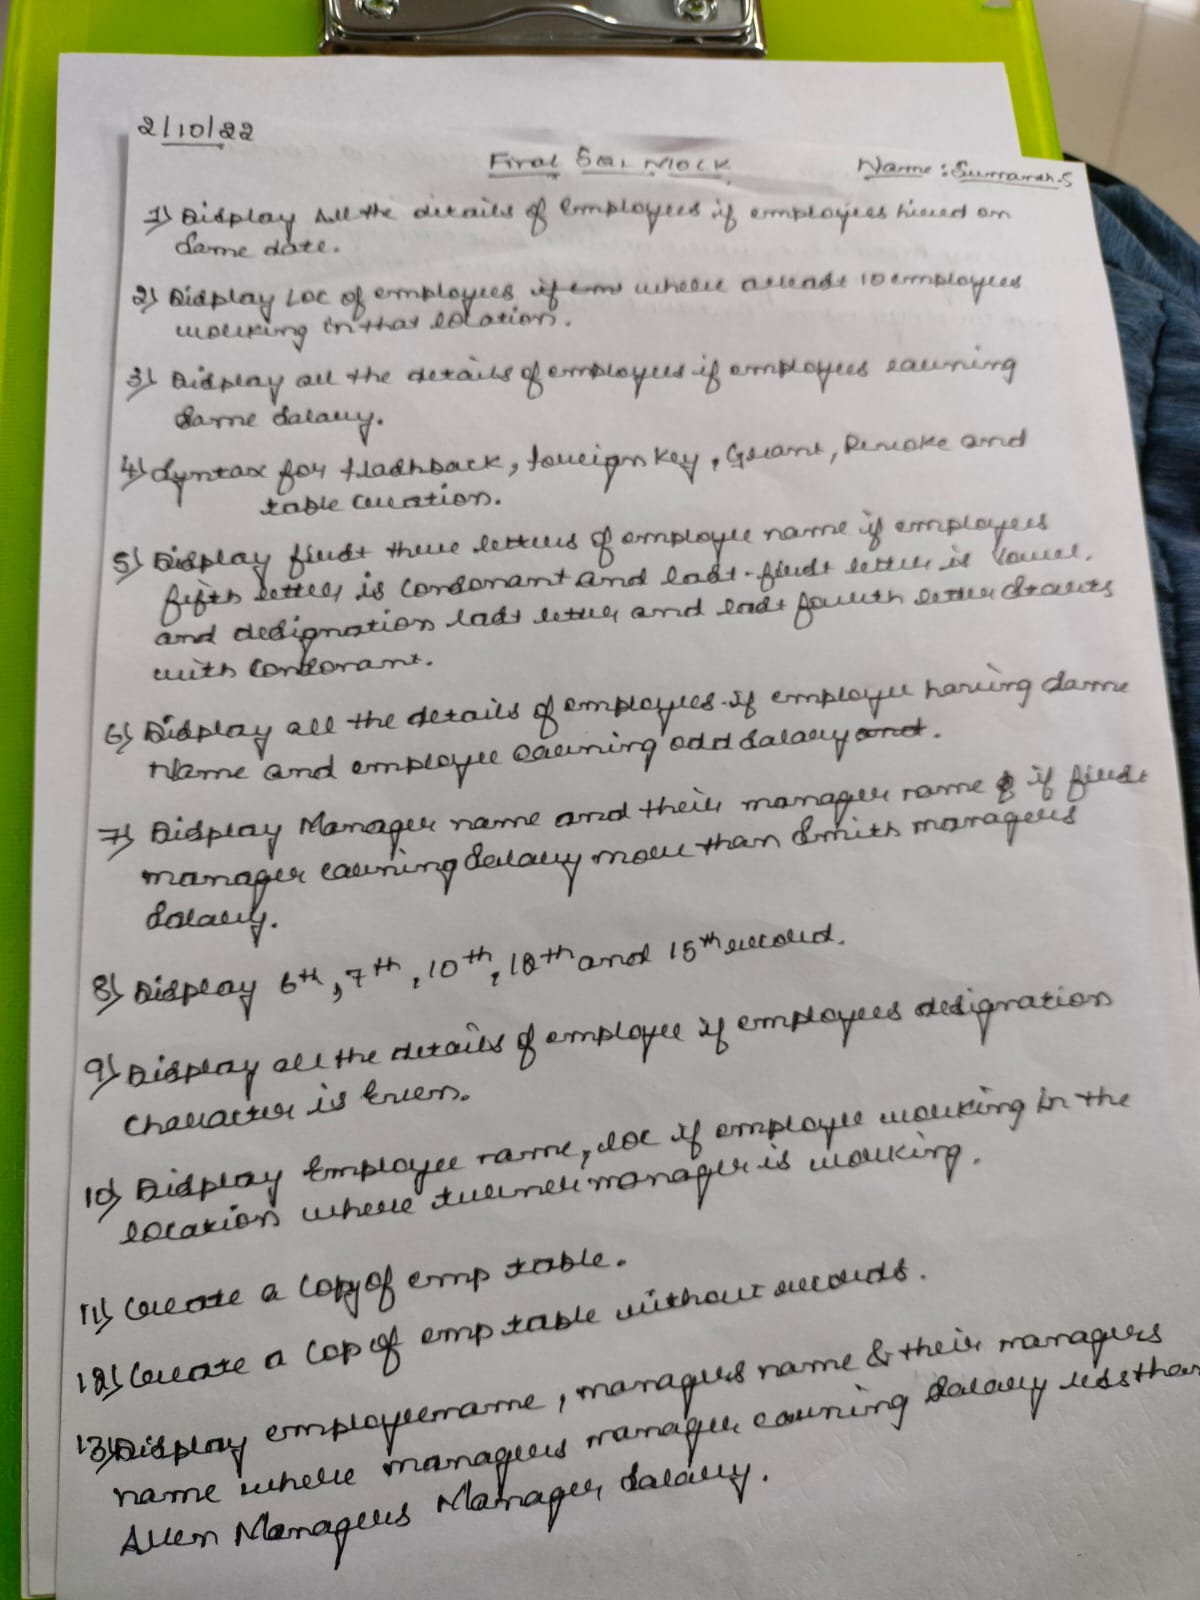 2/10/22
Final SQL Mock
Name: Sumanth.S
1) Display All the details of Employees if employees hired on
same date.
2) Display Loc of employees if em where atleast 10 employees
working in that location.
3) Display all the details of employees if employees earning
same salary.
4) Syntax for flashback, foreign key, Grant, Revoke and
table creation.
5) Display first three letters of employee name if employees
fifth letter is consonant and last-first letter is vowel.
and designation last letter and last fourth letter starts
with consonant.
6) Display all the details of employees if employee having same
Name and employee earning odd salary and.
7) Display Manager name and their manager name if first
manager earning salary more than Smith managers
salary.
8) Display 6th, 7th, 10th, 12th and 15th record.
9) Display all the details of employee if employees designation
character is Even.
10) Display Employee name, loc if employee working in the
location where turner manager is working.
11) Create a copy of emp table.
12) Create a cop of emp table without records.
13) Display employeename, managers name & their managers
name where managers manager earning salary less than
Allen Managers Manager salary.